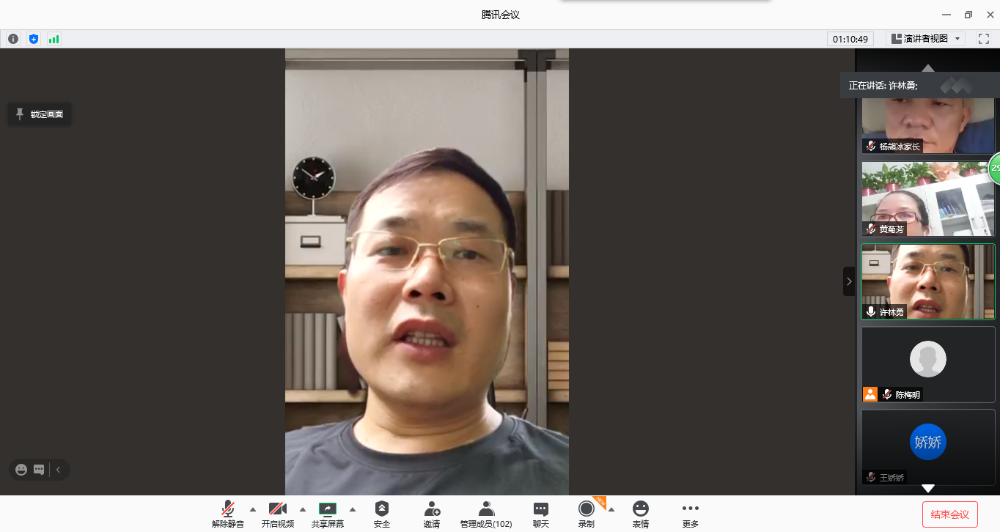 腾讯会议
01:10:49
演讲者视图
正在讲话: 许林勇;
锁定画面
杨熊冰家长
29
黄菊芳
许林勇
陈梅明
娇娇
王娇娇
解除静音
开启视频
共享屏幕
安全
邀请
管理成员(102)
聊天
录制
NEW
表情
更多
结束会议